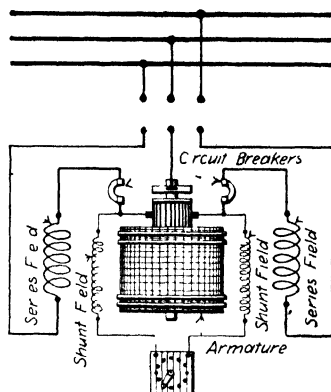 Circuit Breakers
Series Field
Shunt Field
Shunt Field
Series Field
Armature